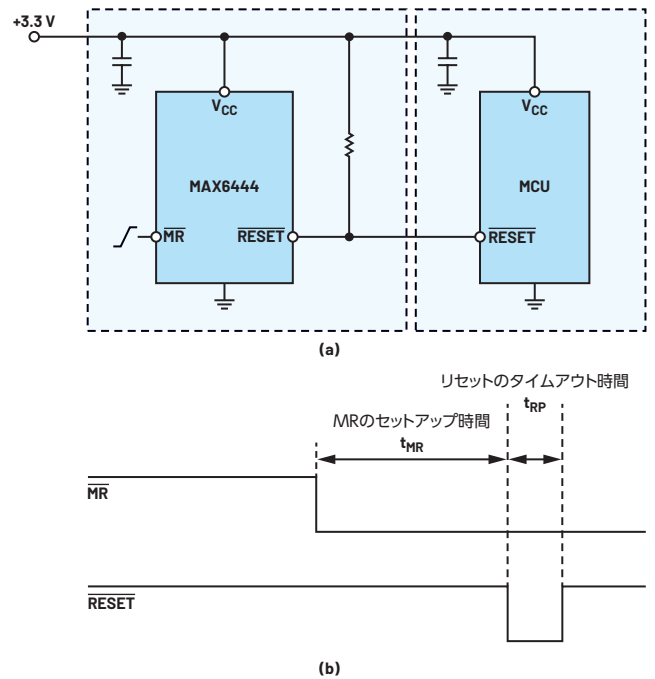 +3.3 V
VCC
VCC
MAX6444
MCU
MR
RESET
RESET
(a)
リセットのタイムアウト時間
tRP
MRのセットアップ時間
tMR
MR
RESET
(b)